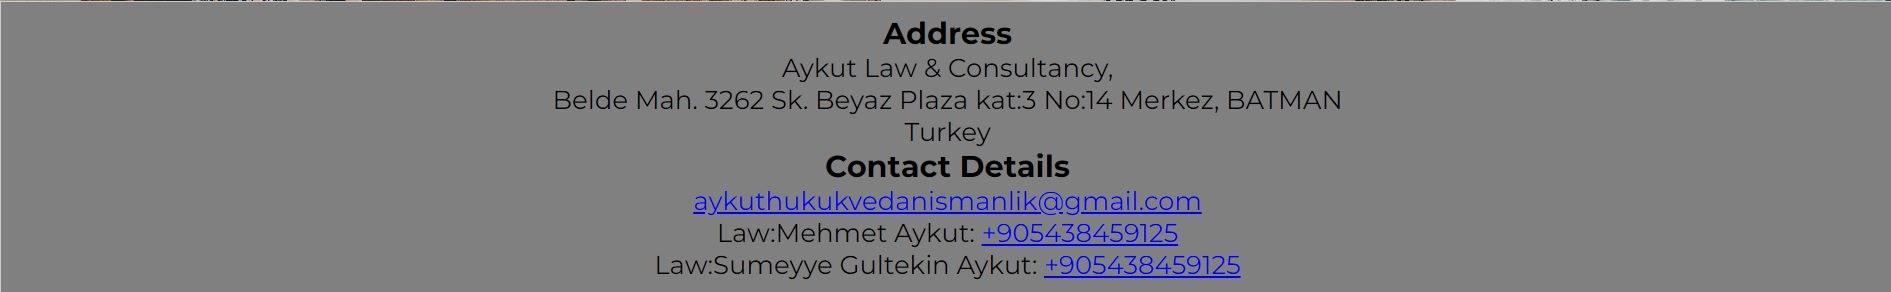 Address
Aykut Law & Consultancy,
Belde Mah. 3262 Sk. Beyaz Plaza kat:3 No:14 Merkez, BATMAN
Turkey
Contact Details
aykuthukukvedanismanlik@gmail.com
Law:Mehmet Aykut: +905438459125
Law:Sumeyye Gultekin Aykut: +905438459125